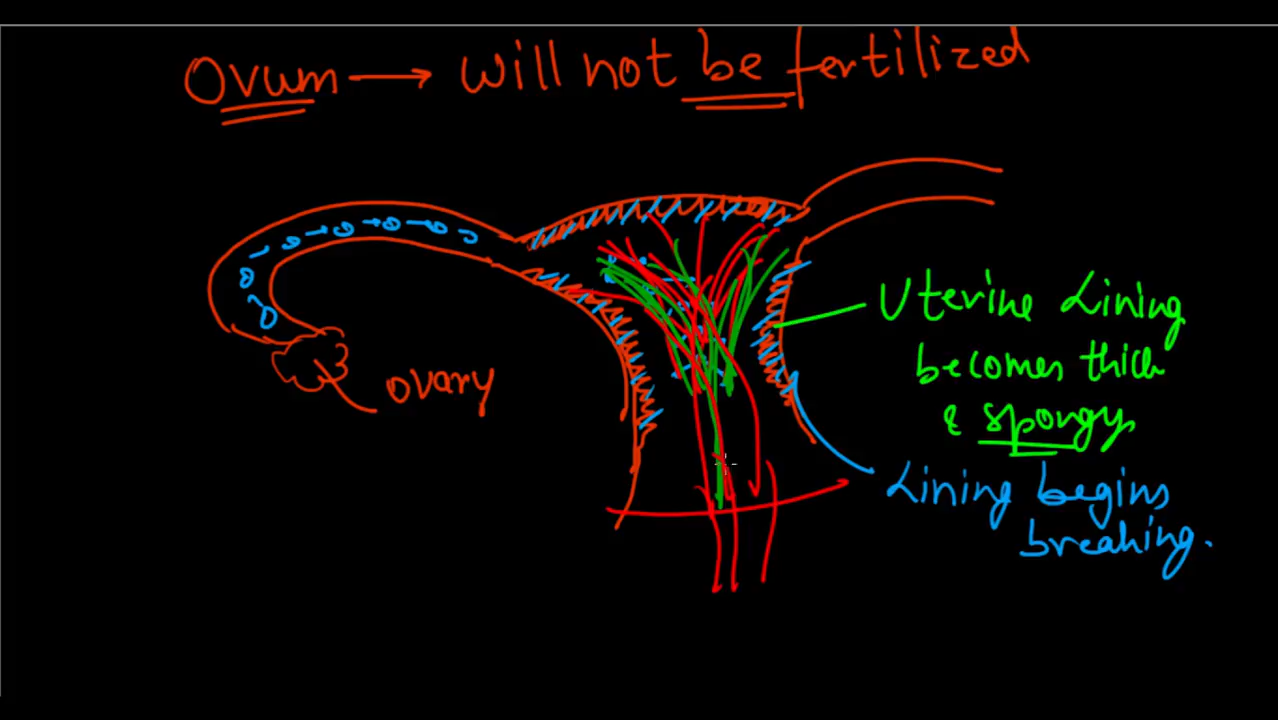 Ovum → will not be fertilized
Uterine Lining
becomes thick
& spongy
ovary
Lining begins
breaking.